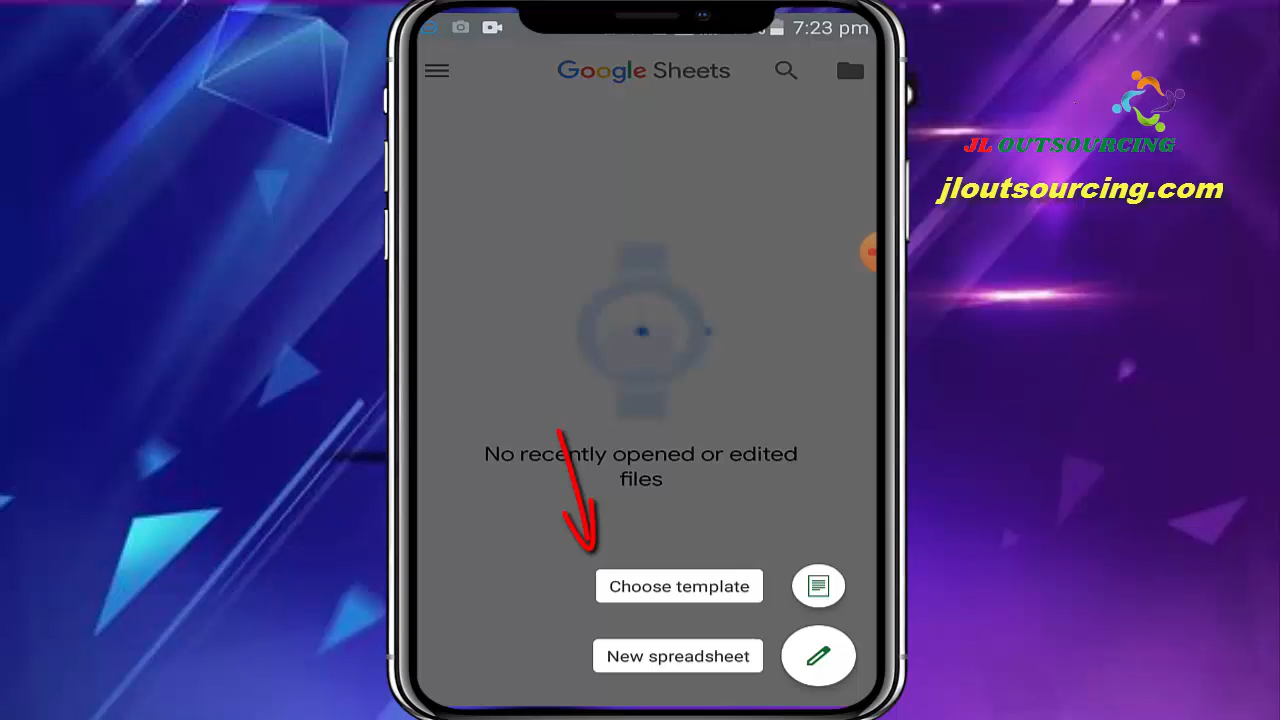 7:23 pm
Google Sheets
JL OUTSOURCING
jloutsourcing.com
No recently opened or edited
files
Choose template
New spreadsheet